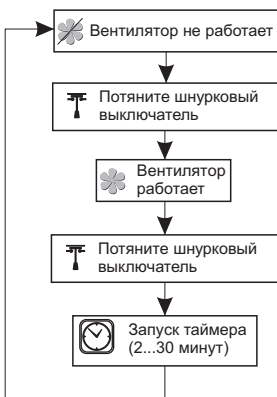 Вентилятор не работает
Потяните шнурковый
выключатель
Вентилятор
работает
Потяните шнурковый
выключатель
Запуск таймера
(2...30 минут)